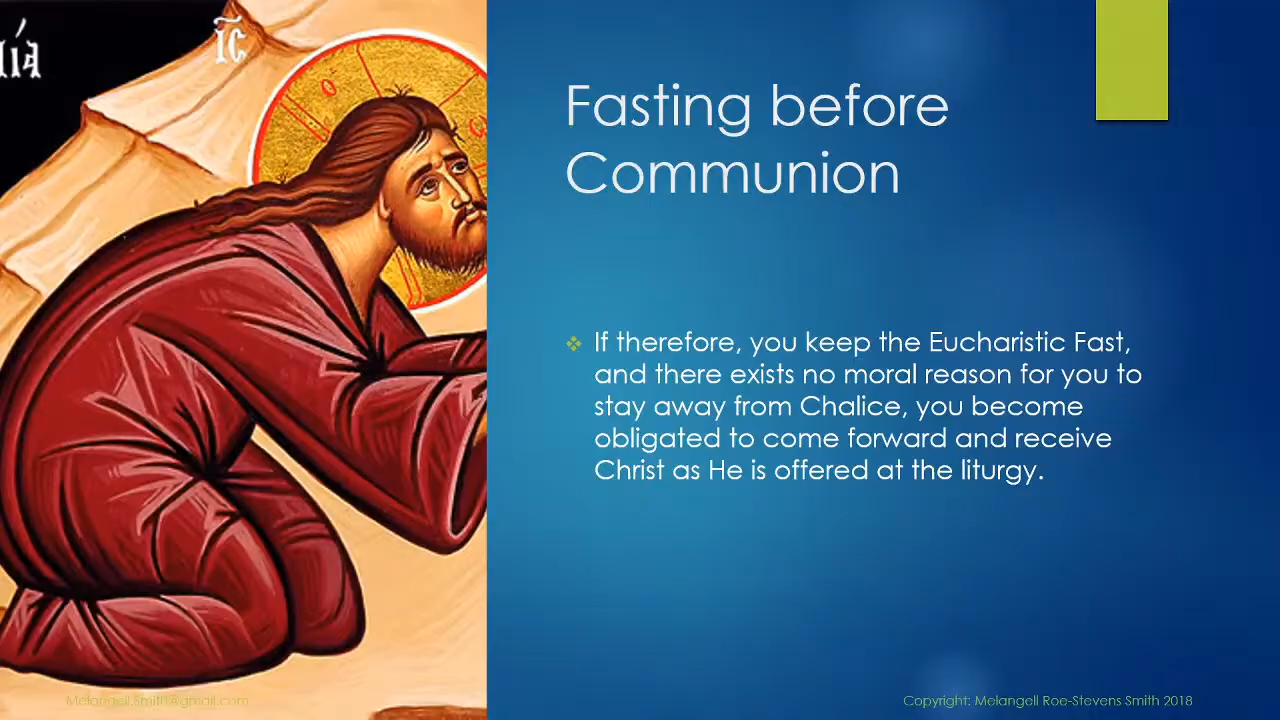 IC
Fasting before
Communion
If therefore, you keep the Eucharistic Fast,
and there exists no moral reason for you to
stay away from Chalice, you become
obligated to come forward and receive
Christ as He is offered at the liturgy.
Melangell.Smith@gmail.com
Copyright: Melangell Roe-Stevens Smith 2018